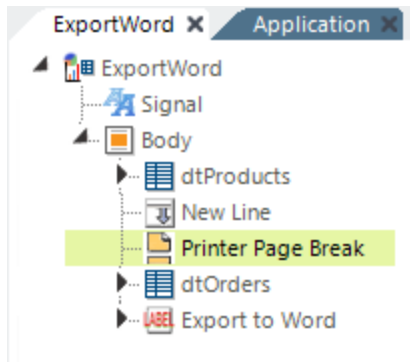 ExportWord Application
ExportWord
Signal
Body
dtProducts
New Line
Printer Page Break
dtOrders
LABEL Export to Word